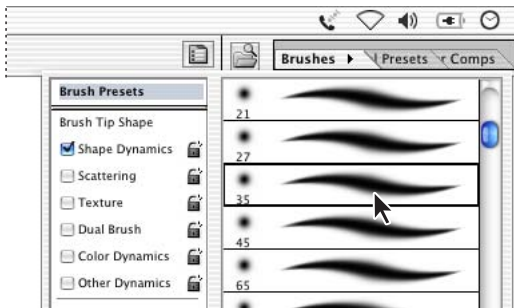 Brushes Presets r Comps
Brush Presets
Brush Tip Shape
Shape Dynamics
Scattering
Texture
Dual Brush
Color Dynamics
Other Dynamics
21
27
35
45
65